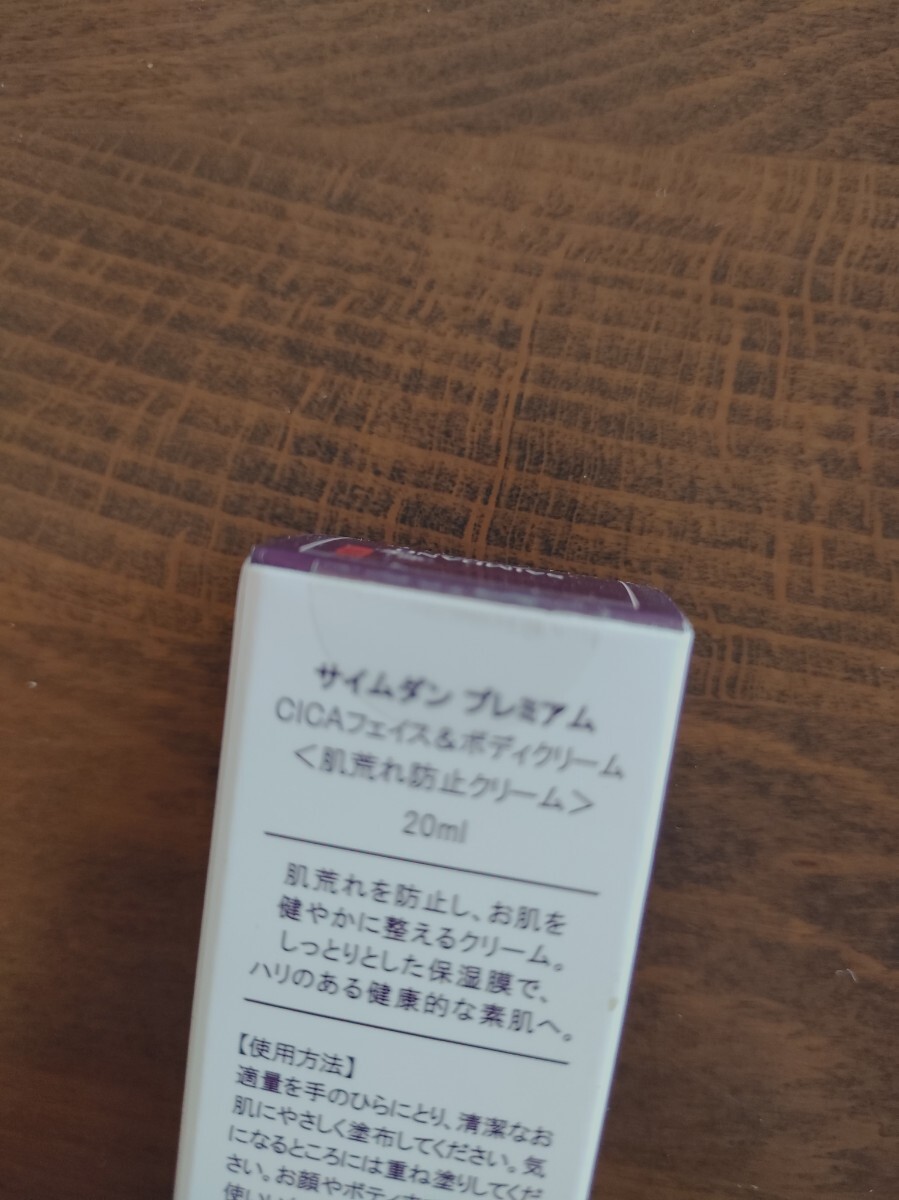 サイムダン プレミアム
CICAフェイス&ボディクリーム
<肌荒れ防止クリーム>
20ml
肌荒れを防止し、お肌を
健やかに整えるクリーム。
しっとりとした保湿膜で、
ハリのある健康的な素肌へ。
【使用方法】
適量を手のひらにとり、清潔なお
肌にやさしく塗布してください。気
になるところには重ね塗りしてくだ
さい。お顔やボディ